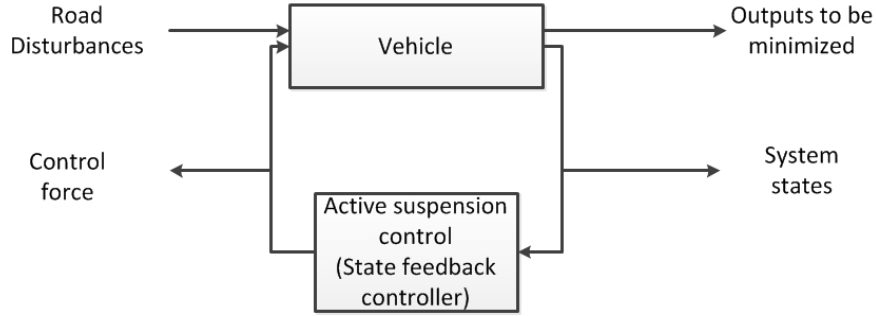 Road
Disturbances
Vehicle
Outputs to be
minimized
Control
force
System
states
Active suspension
control
(State feedback
controller)